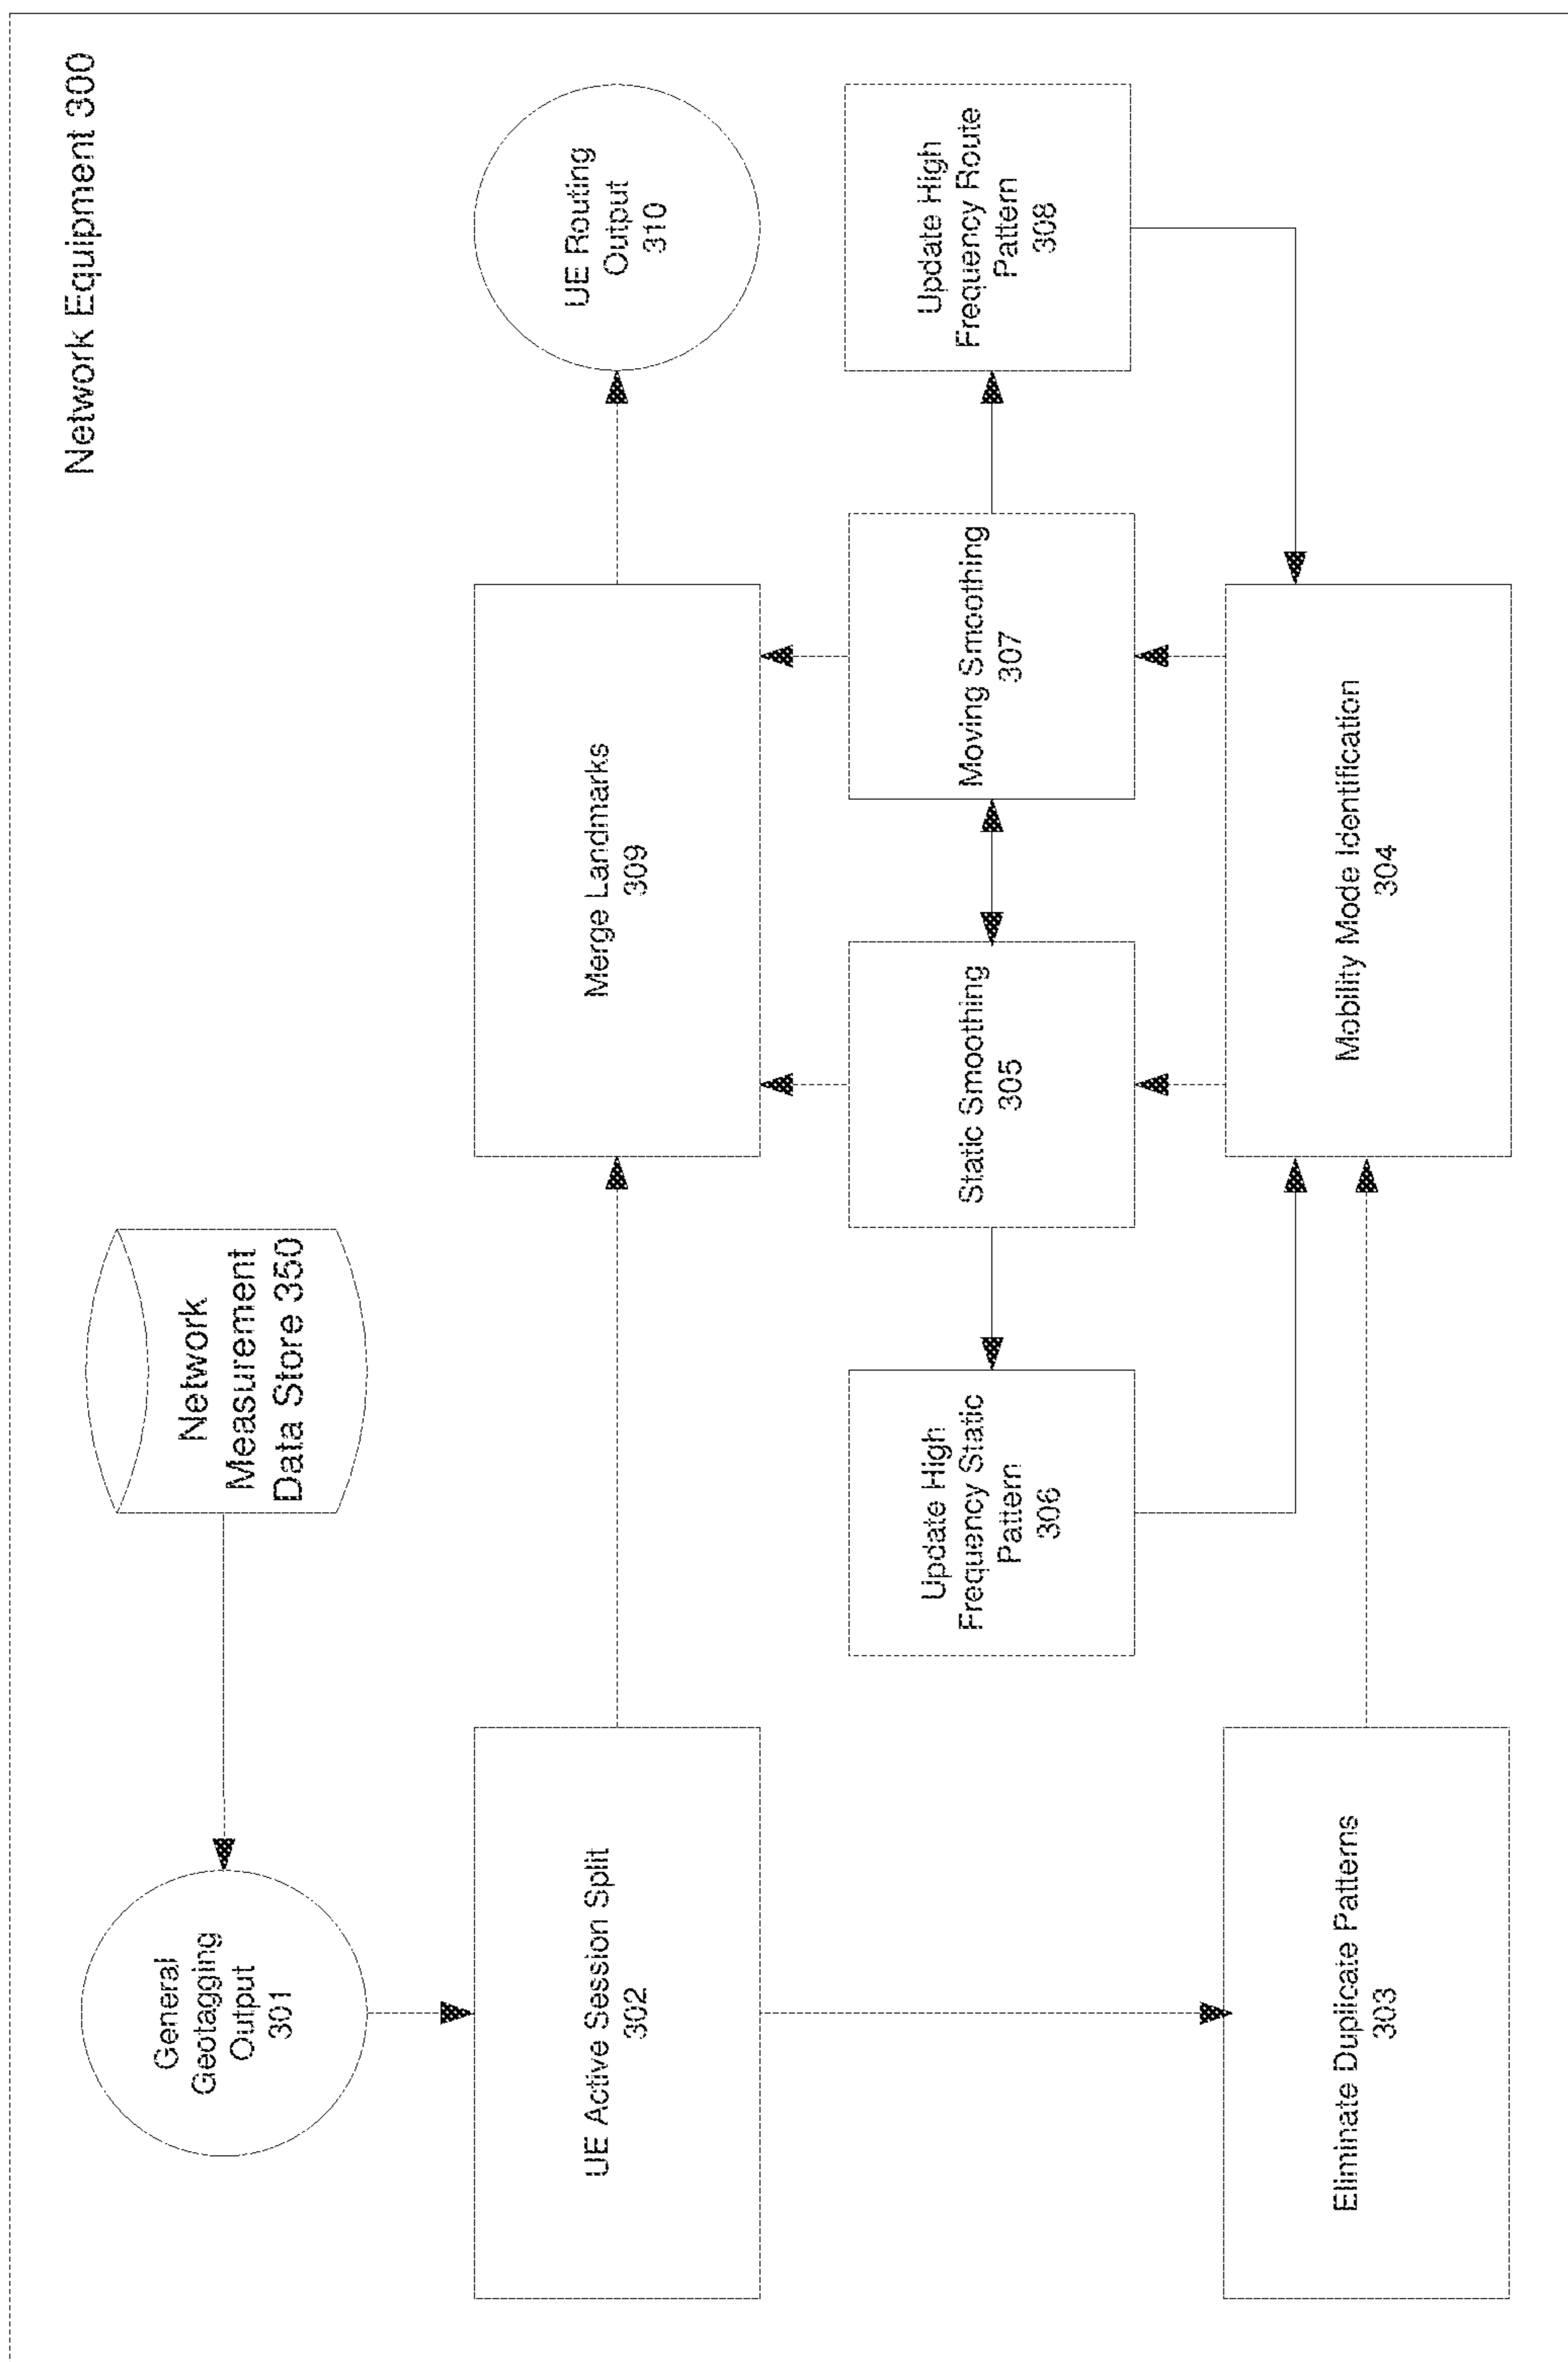 Network Equipment 300
Network
Measurement
Data Store 350
General
Geotagging
Output
301
UE Active Session Split
302
Merge Landmarks
309
UE Routing
Output
310
Update High
Frequency Static
Pattern
306
Static Smoothing
305
Moving Smoothing
307
Update High
Frequency Route
Pattern
308
Eliminate Duplicate Patterns
303
Mobility Mode Identification
304